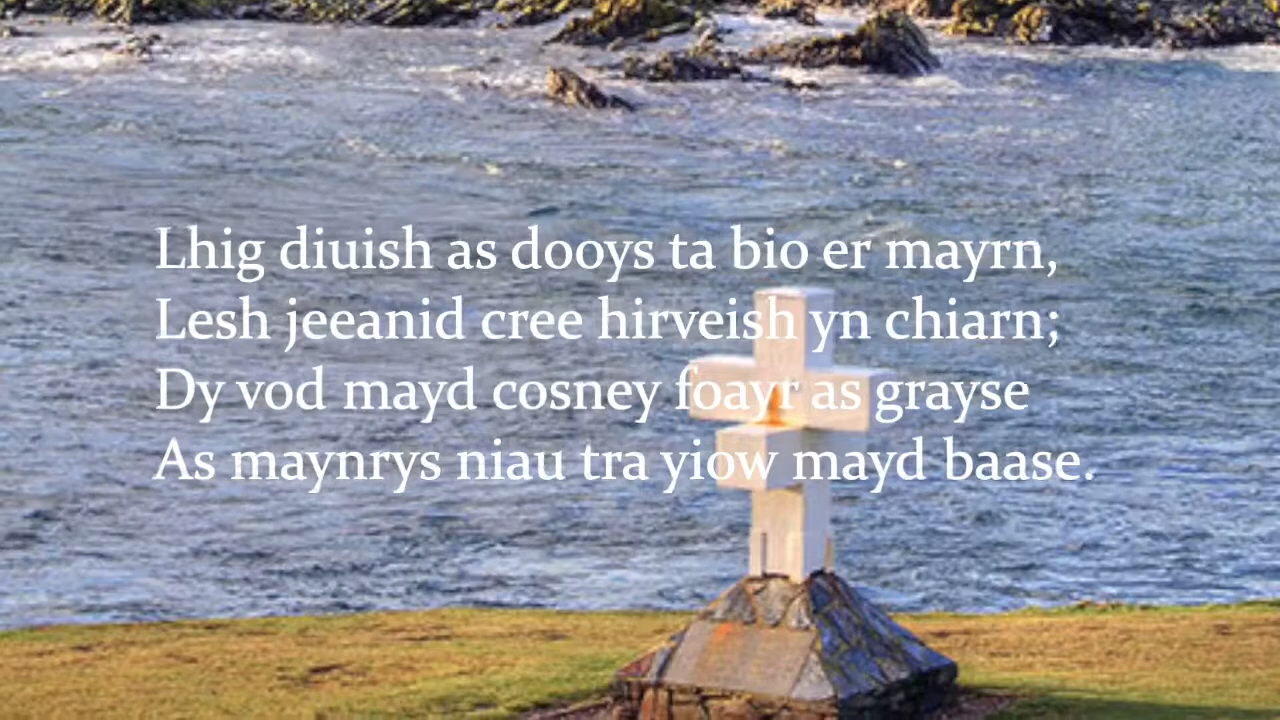 Lhig diuish as dooys ta bio er mayrn,
Lesh jeeanid cree hirveish yn chiarn;
Dy vod mayd cosney foayr as grayse
As maynrys niau tra yiow mayd baase.